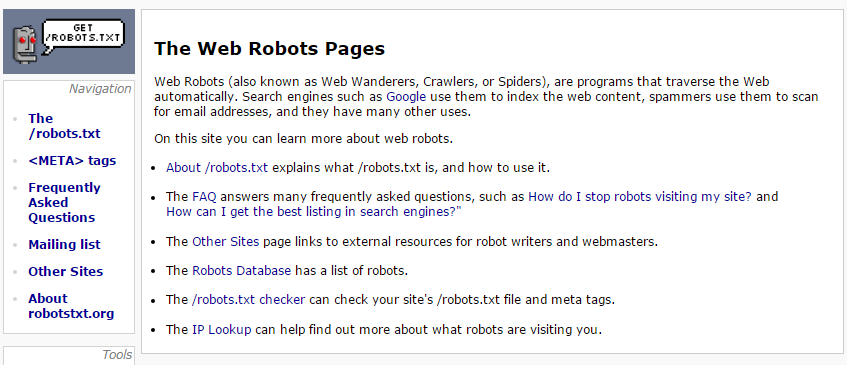 GET
/ROBOTS.TXT
Navigation
The
/robots.txt
<META> tags
Frequently
Asked
Questions
Mailing list
Other Sites
About
robotstxt.org
Tools
The Web Robots Pages
Web Robots (also known as Web Wanderers, Crawlers, or Spiders), are programs that traverse the Web
automatically. Search engines such as Google use them to index the web content, spammers use them to scan
for email addresses, and they have many other uses.
On this site you can learn more about web robots.
About /robots.txt explains what /robots.txt is, and how to use it.
The FAQ answers many frequently asked questions, such as How do I stop robots visiting my site? and
How can I get the best listing in search engines?"
The Other Sites page links to external resources for robot writers and webmasters.
The Robots Database has a list of robots.
The /robots.txt checker can check your site's /robots.txt file and meta tags.
The IP Lookup can help find out more about what robots are visiting you.